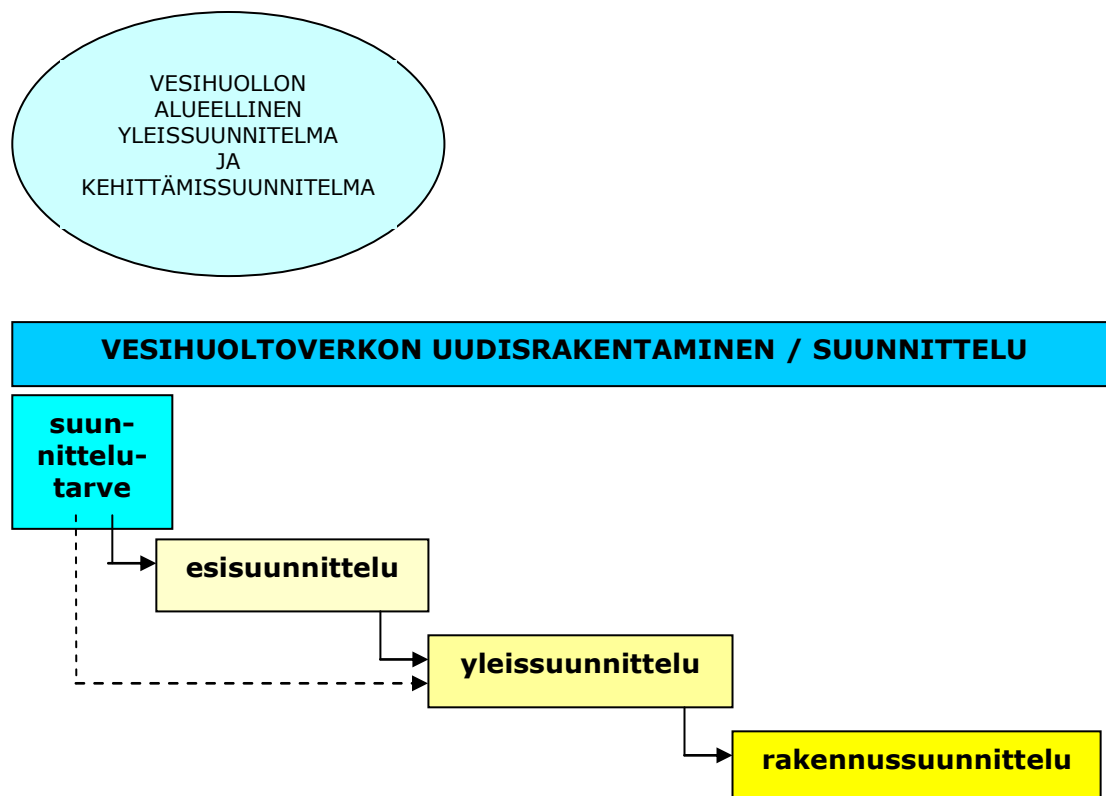 VESIHUOLLON
ALUEELLINEN
YLEISSUUNNITELMA
JA
KEHITTÄMISSUUNNITELMA
VESIHUOLTOVERKON UUDISRAKENTAMINEN / SUUNNITTELU
suun-
nittelu-
tarve
esisuunnittelu
yleissuunnittelu
rakennussuunnittelu